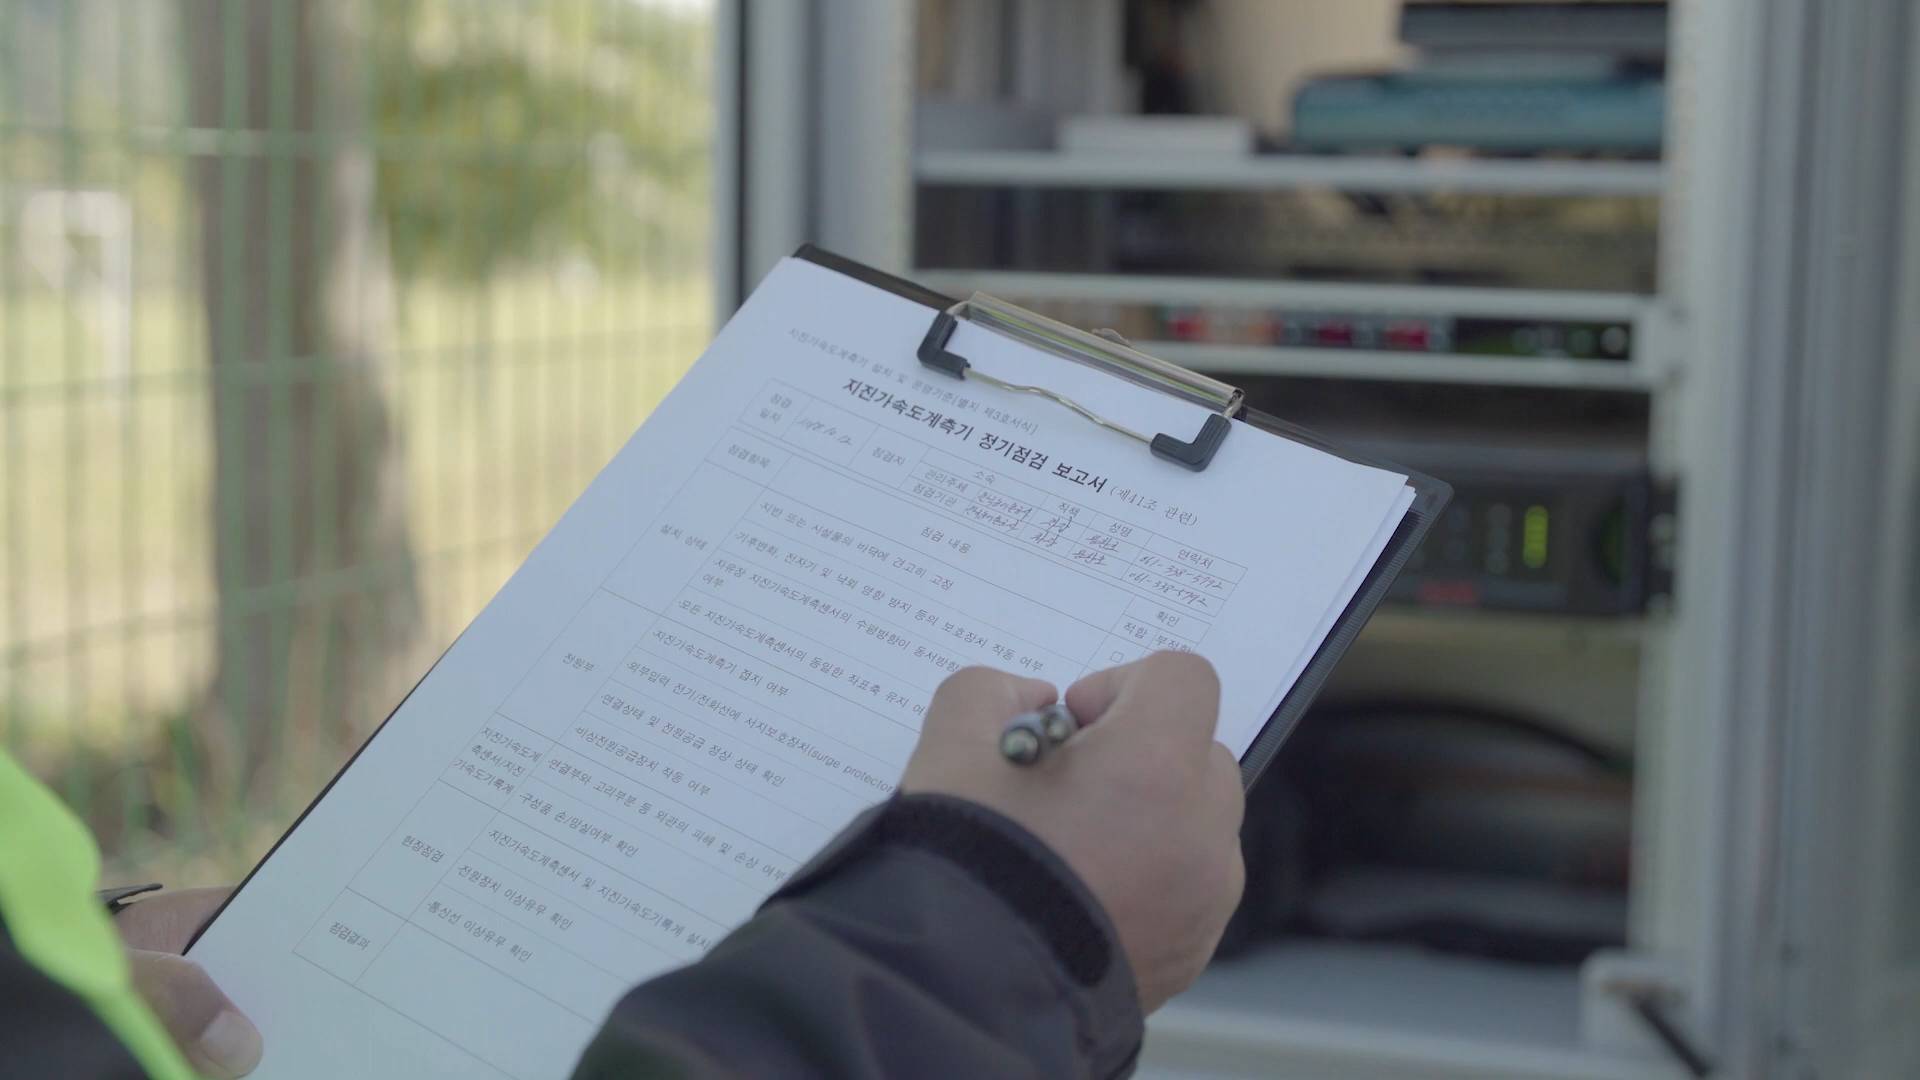 지진가속도계측기 설치 및 운영기준[별지 제3호서식]
지진가속도계측기 정기점검 보고서 (제41조 관련)
점검 일자
점검자
소속 직책 성명 연락처
관리주체 061-338-5792
점검기관 061-338-5792
점검항목 점검 내용 확인
적합 부적합
설치 상태
·지반 또는 시설물의 바닥에 견고히 고정 □
·기후변화, 전자기 및 낙뢰 영향 방지 등의 보호장치 작동 여부
·자유장 지진가속도계측센서의 수평방향이 동서방향
여부
·모든 지진가속도계측센서의 동일한 좌표축 유지 여
전원부
·지진가속도계측기 접지 여부
·외부입력 전기/전화선에 서지보호장치(surge protector
·연결상태 및 전원공급 정상 상태 확인
·비상전원공급장치 작동 여부
지진가속도계
측센서/지진
가속도기록계
·연결부와 고리부분 등 외관의 피해 및 손상 여부
·구성품 손/망실여부 확인
현장점검
·지진가속도계측센서 및 지진가속도기록계 설치
·전원장치 이상유무 확인
·통신선 이상유무 확인
점검결과